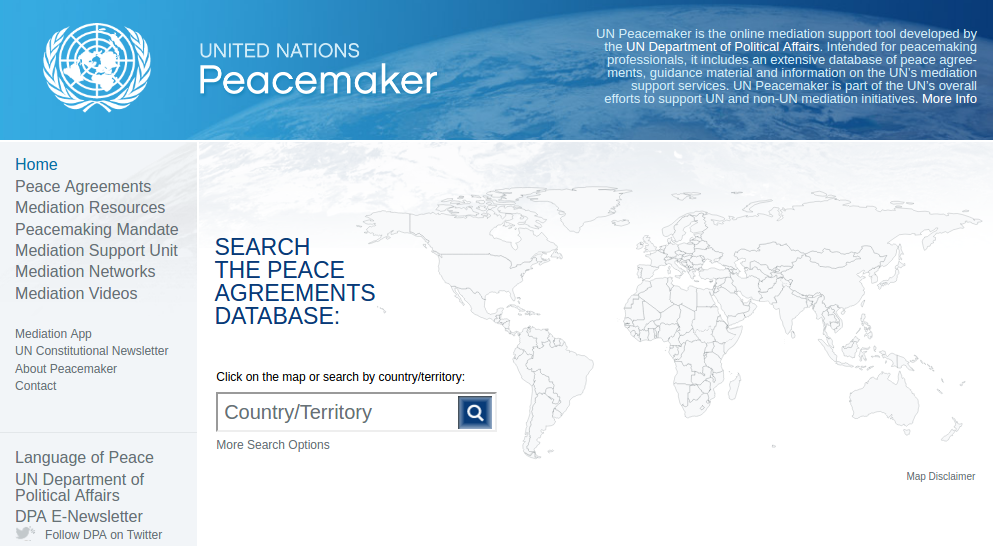 UNITED NATIONS
Peacemaker
UN Peacemaker is the online mediation support tool developed by
the UN Department of Political Affairs. Intended for peacemaking
professionals, it includes an extensive database of peace agree-
ments, guidance material and information on the UN's mediation
support services. UN Peacemaker is part of the UN's overall
efforts to support UN and non-UN mediation initiatives. More Info
Home
Peace Agreements
Mediation Resources
Peacemaking Mandate
Mediation Support Unit
Mediation Networks
Mediation Videos
Mediation App
UN Constitutional Newsletter
About Peacemaker
Contact
Language of Peace
UN Department of
Political Affairs
DPA E-Newsletter
Follow DPA on Twitter
SEARCH
THE PEACE
AGREEMENTS
DATABASE:
Click on the map or search by country/territory:
Country/Territory
More Search Options
Map Disclaimer